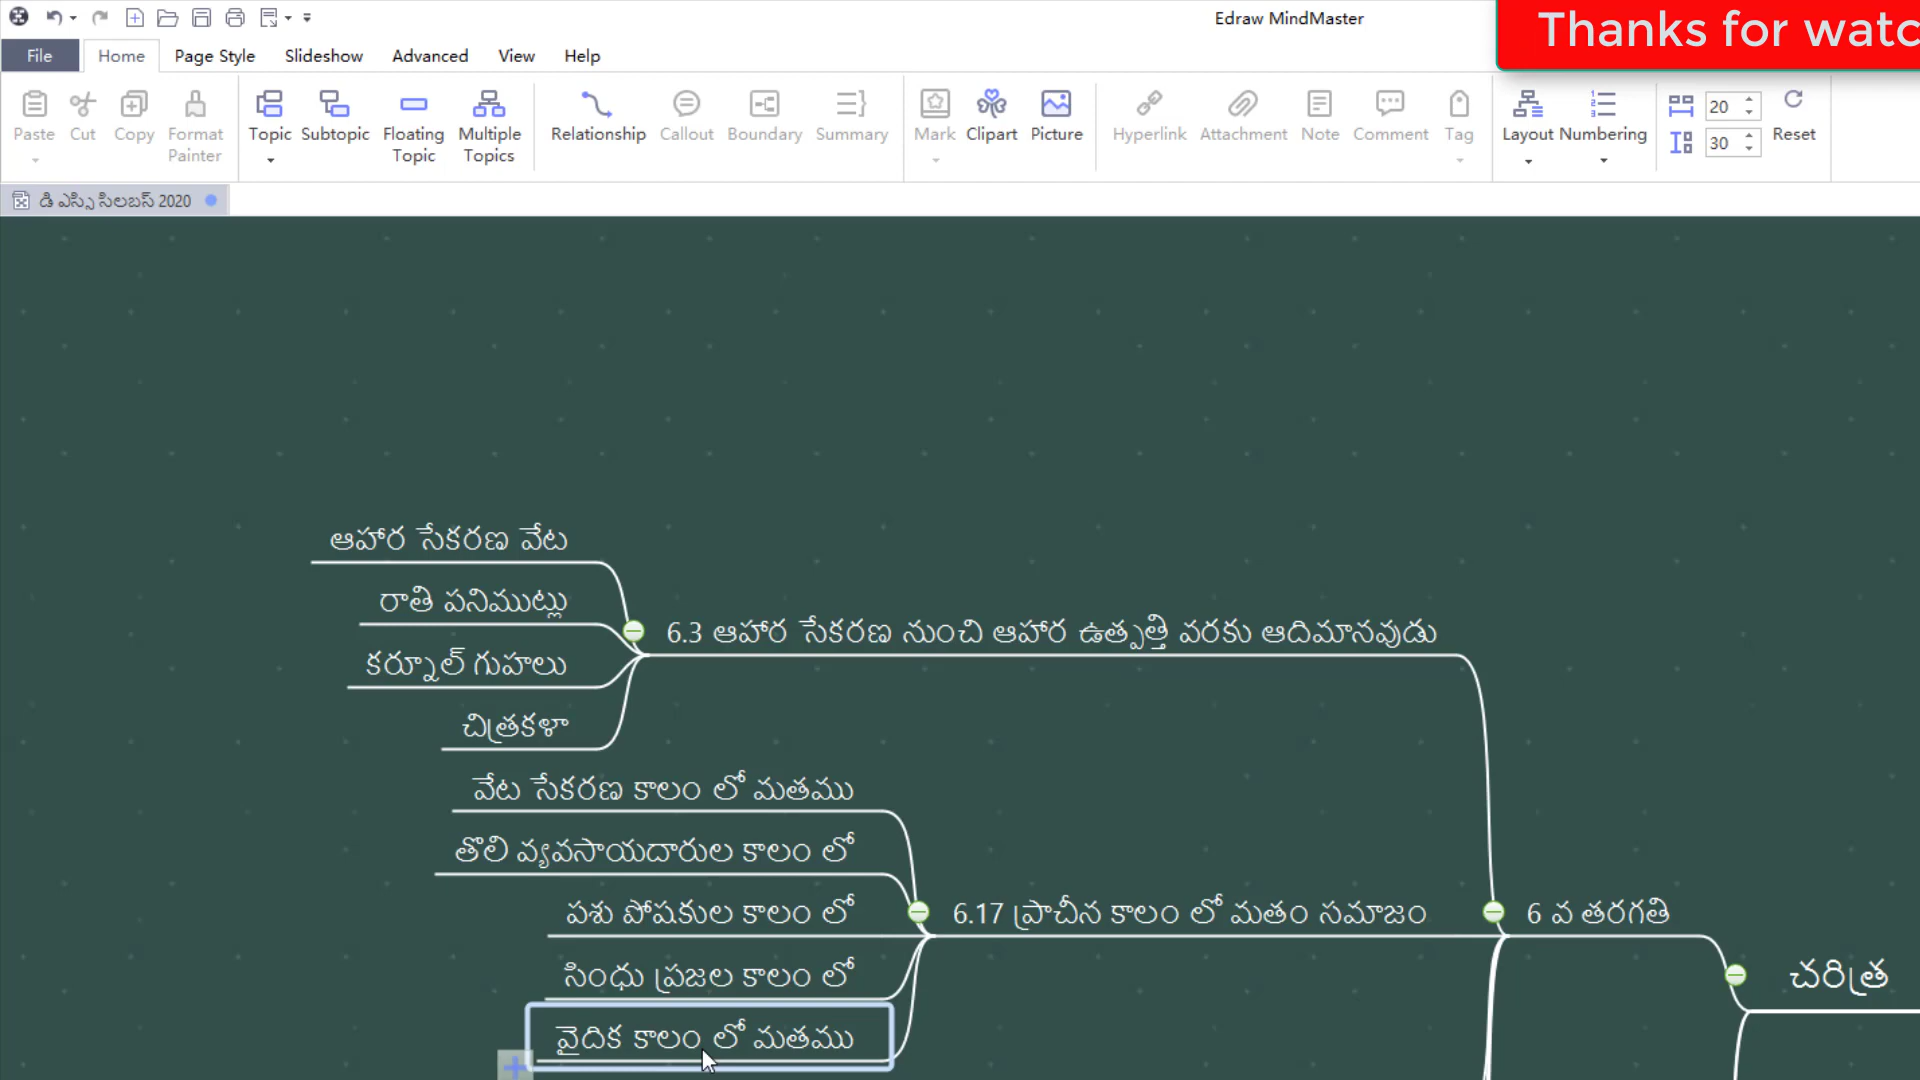 Edraw MindMaster
Thanks for watc
File Home Page Style Slideshow Advanced View Help
Paste Cut Copy Format Painter
Topic Subtopic Floating Topic Multiple Topics
Relationship Callout Boundary Summary
Mark Clipart Picture
Hyperlink Attachment Note Comment Tag
Layout Numbering
20
30
Reset
డి ఎస్సి సిలబస్ 2020
ఆహార సేకరణ వేట
రాతి పనిముట్లు
కర్నూల్ గుహలు
చిత్రకళా
6.3 ఆహార సేకరణ నుంచి ఆహార ఉత్పత్తి వరకు ఆదిమానవుడు
వేట సేకరణ కాలం లో మతము
తొలి వ్యవసాయదారుల కాలం లో
పశు పోషకుల కాలం లో
సింధు ప్రజల కాలం లో
వైదిక కాలం లో మతము
6.17 ప్రాచీన కాలం లో మతం సమాజం
6 వ తరగతి
చరిత్ర